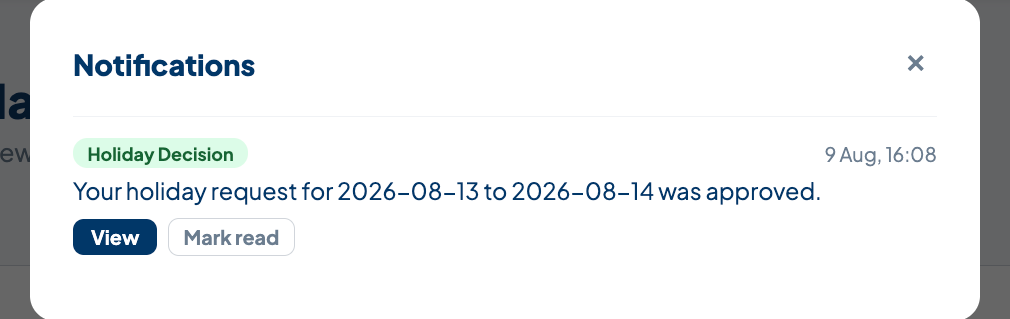 Notifications
×
Holiday Decision
9 Aug, 16:08
Your holiday request for 2026–08–13 to 2026–08–14 was approved.
View
Mark read